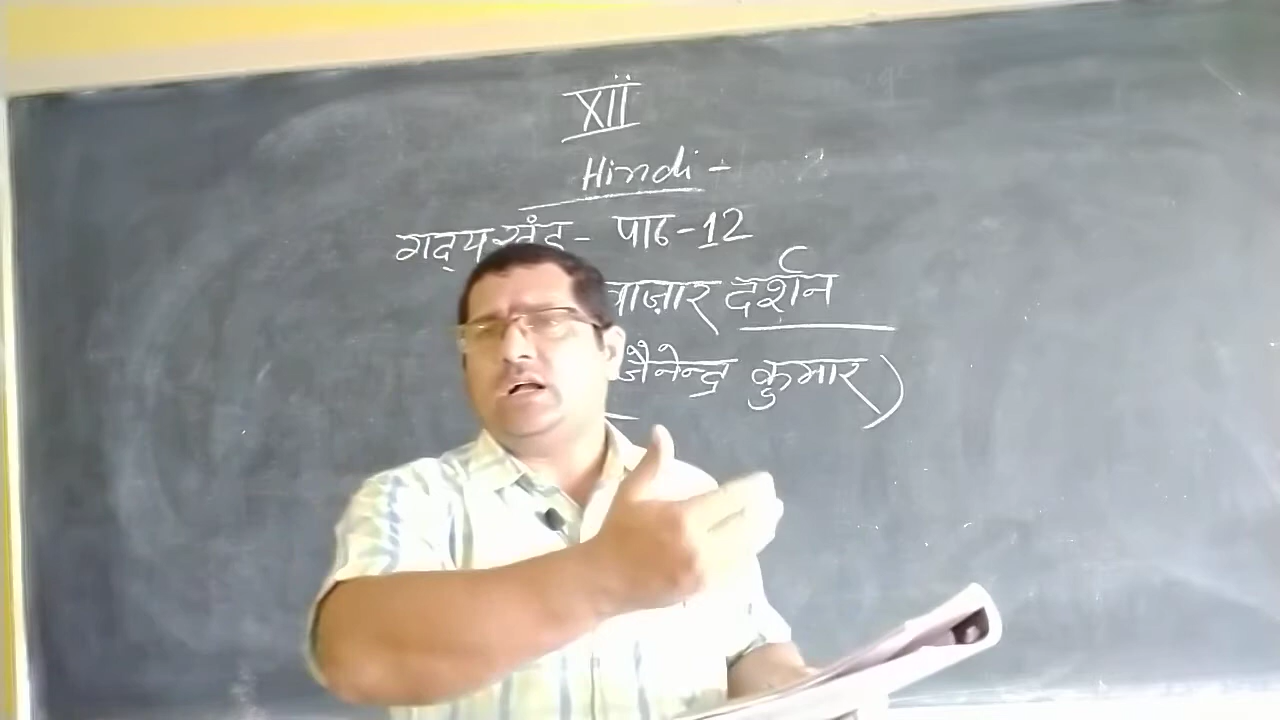 XII
Hindi -
गद्य खंड - पाठ-12
बाज़ार दर्शन
जैनेन्द्र कुमार)